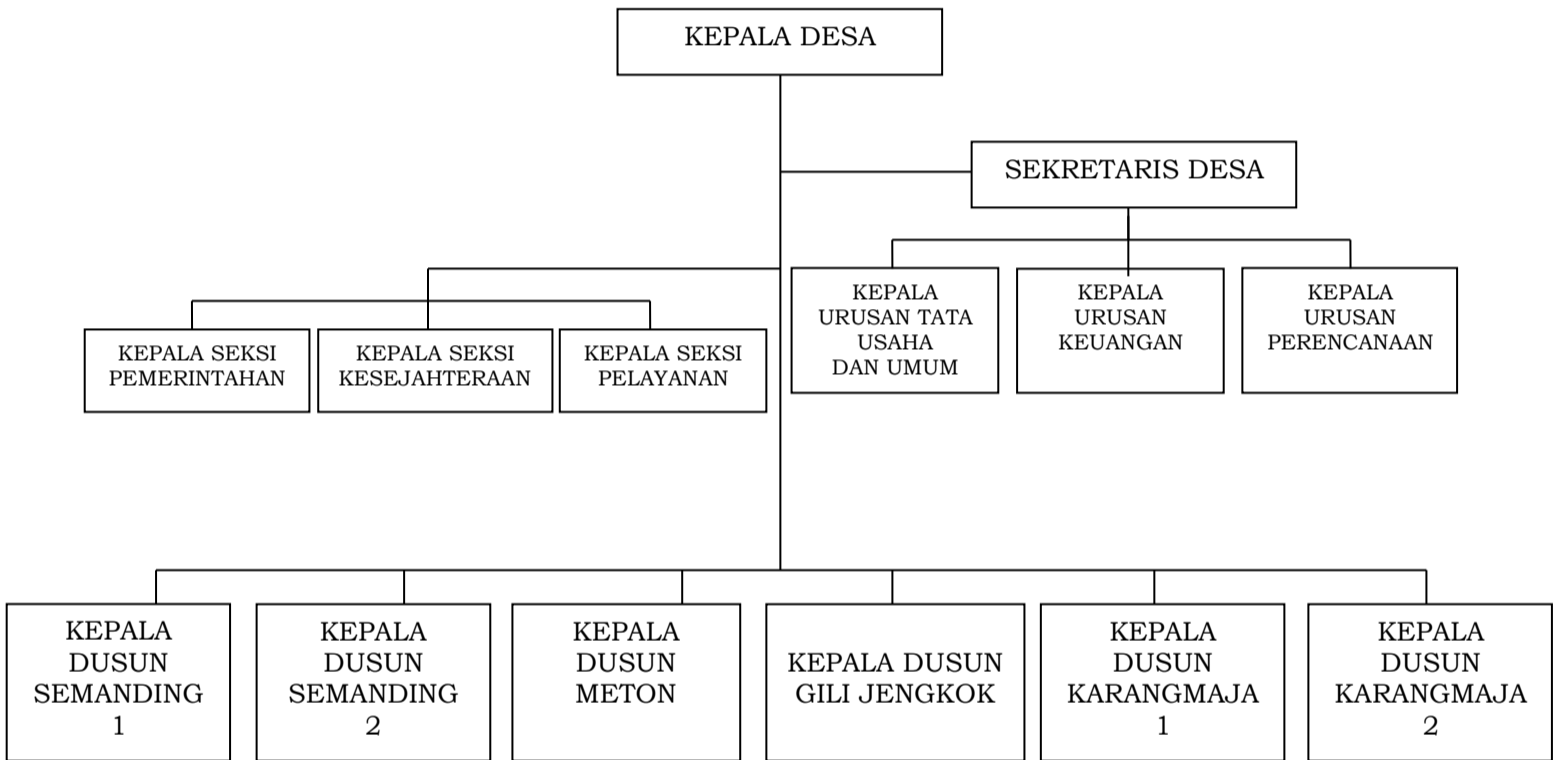 KEPALA DESA
SEKRETARIS DESA
KEPALA
URUSAN TATA
USAHA
DAN UMUM
KEPALA
URUSAN
KEUANGAN
KEPALA
URUSAN
PERENCANAAN
KEPALA SEKSI
PEMERINTAHAN
KEPALA SEKSI
KESEJAHTERAAN
KEPALA SEKSI
PELAYANAN
KEPALA
DUSUN
SEMANDING
1
KEPALA
DUSUN
SEMANDING
2
KEPALA
DUSUN
METON
KEPALA DUSUN
GILI JENGKOK
KEPALA
DUSUN
KARANGMAJA
1
KEPALA
DUSUN
KARANGMAJA
2